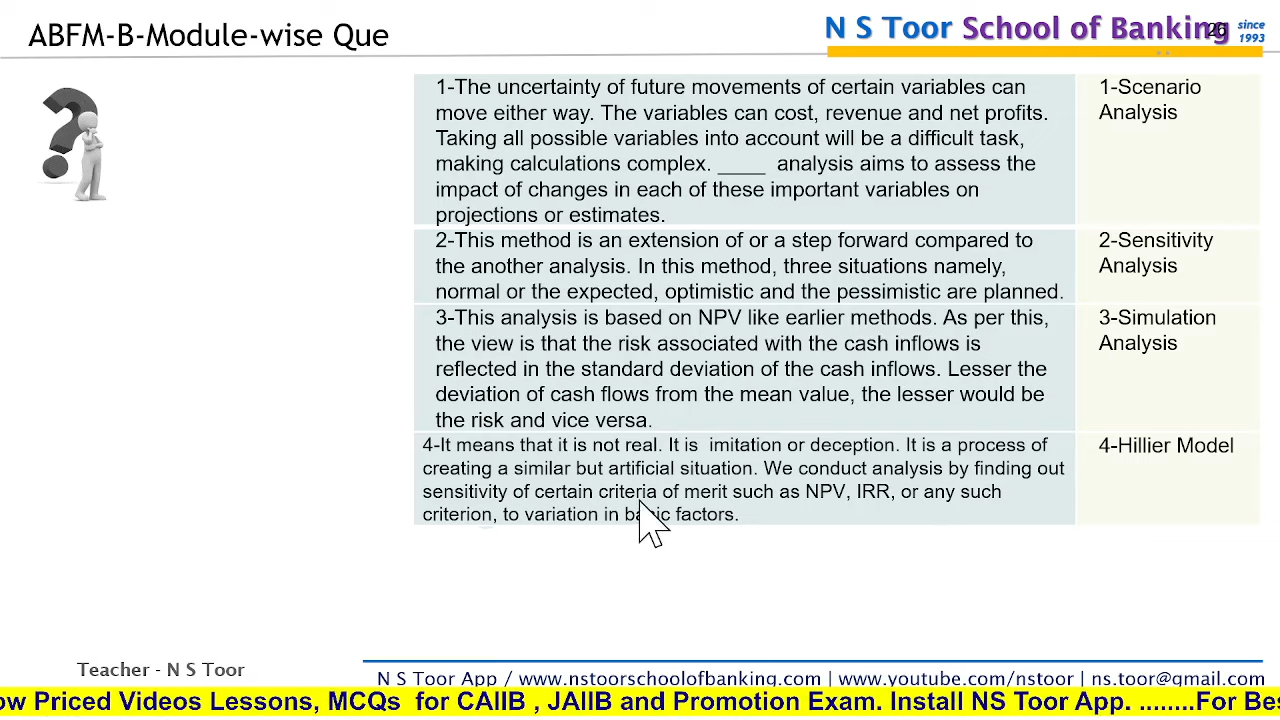 ABFM-B-Module-wise Que
N S Toor School of Banking since 1993
26
1-The uncertainty of future movements of certain variables can
move either way. The variables can cost, revenue and net profits.
Taking all possible variables into account will be a difficult task,
making calculations complex. ____ analysis aims to assess the
impact of changes in each of these important variables on
projections or estimates.
1-Scenario
Analysis
2-This method is an extension of or a step forward compared to
the another analysis. In this method, three situations namely,
normal or the expected, optimistic and the pessimistic are planned.
2-Sensitivity
Analysis
3-This analysis is based on NPV like earlier methods. As per this,
the view is that the risk associated with the cash inflows is
reflected in the standard deviation of the cash inflows. Lesser the
deviation of cash flows from the mean value, the lesser would be
the risk and vice versa.
3-Simulation
Analysis
4-It means that it is not real. It is imitation or deception. It is a process of
creating a similar but artificial situation. We conduct analysis by finding out
sensitivity of certain criteria of merit such as NPV, IRR, or any such
criterion, to variation in basic factors.
4-Hillier Model
Teacher - N S Toor
N S Toor App / www.nstoorschoolofbanking.com | www.youtube.com/nstoor | ns.toor@gmail.com
ow Priced Videos Lessons, MCQs for CAIIB , JAIIB and Promotion Exam. Install NS Toor App. ........For Bes